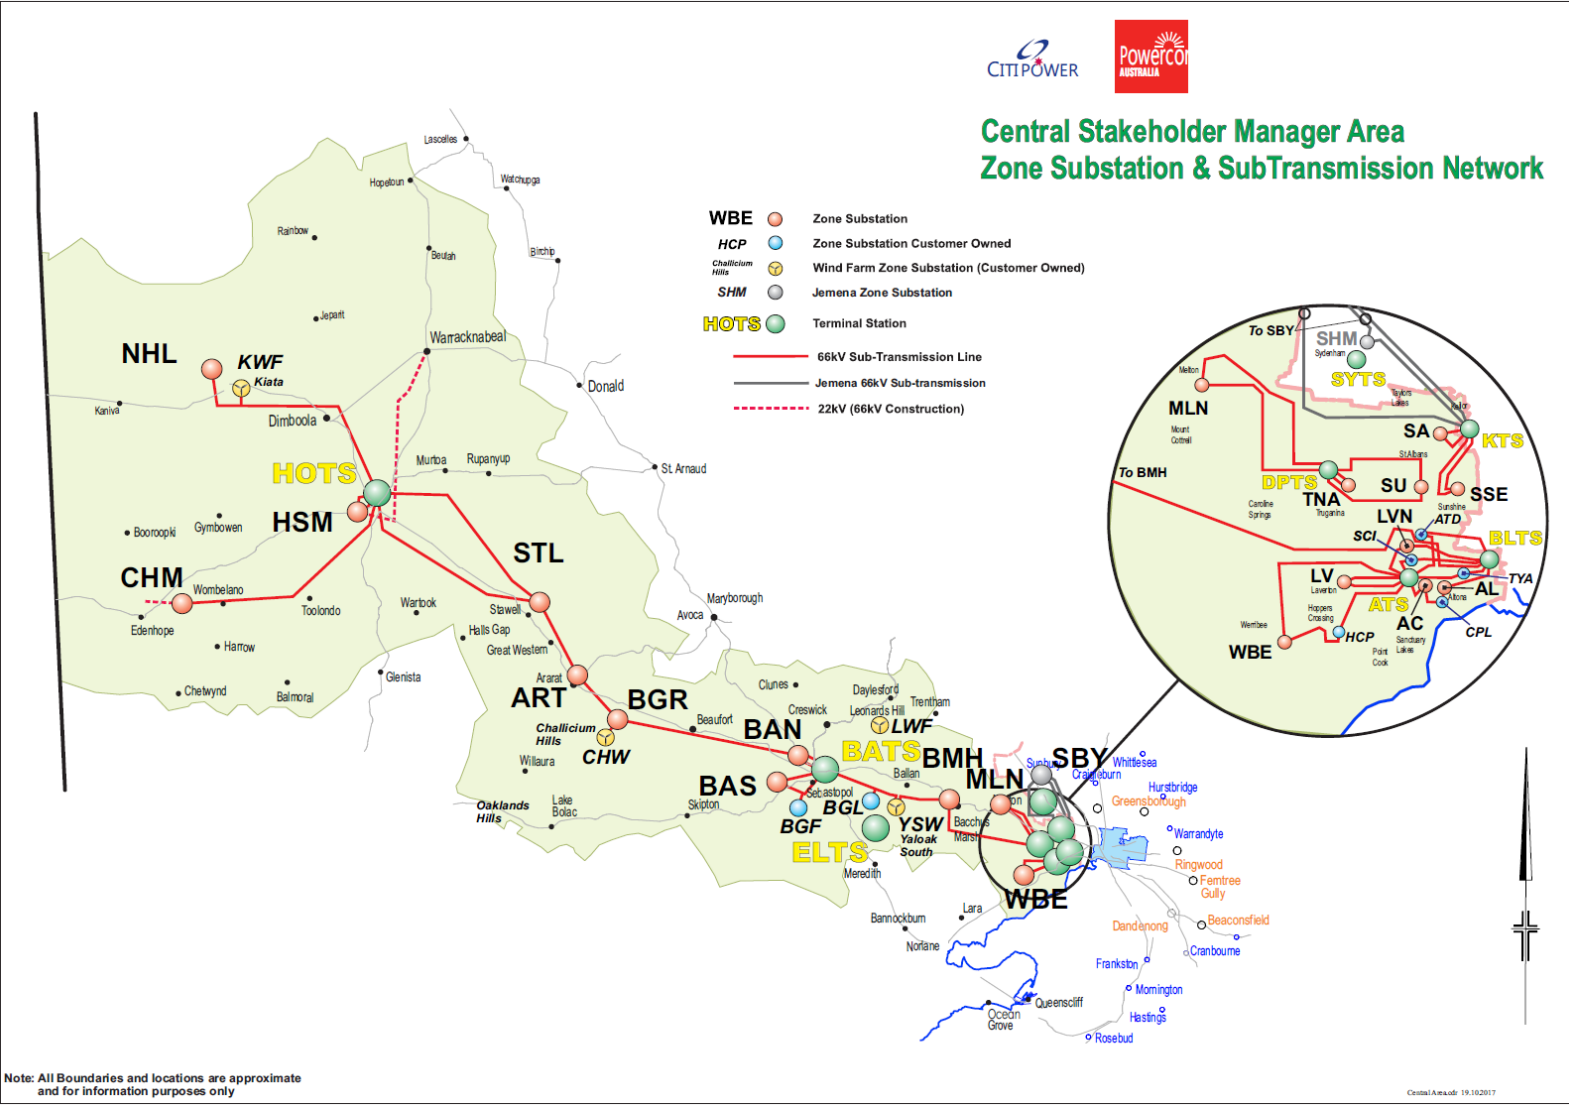 CITIPOWER
Powercor
AUSTRALIA
Central Stakeholder Manager Area
Zone Substation & SubTransmission Network
WBE
Zone Substation
HCP
Zone Substation Customer Owned
Challicium
Hills
Wind Farm Zone Substation (Customer Owned)
SHM
Jemena Zone Substation
HOTS
Terminal Station
66kV Sub-Transmission Line
Jemena 66kV Sub-transmission
22kV (66kV Construction)
Lascelles
Hopetoun
Watchupga
Rainbow
Beulah
Birchip
Jeparit
Warracknabeal
NHL
KWF
Kiata
Donald
Kaniva
Dimboola
HOTS
Murtoa
Rupanyup
St. Arnaud
HSM
Booroopki
Gymbowen
STL
CHM
Wombelano
Toolondo
Wartook
Stawell
Maryborough
Avoca
Edenhope
Halls Gap
Harrow
Great Western
Glenista
Ararat
Chetwynd
Balmoral
ART
BGR
Clunes
Daylesford
Creswick
Leonards Hill
Trentham
Beaufort
LWF
Challicium
Hills
CHW
BAN
BATS
BMH
SBY
Willaura
Sunbury
Craigieburn
Whittlesea
Ballan
MLN
BAS
Sebastopol
Hurstbridge
Oaklands
Hills
Lake
Bolac
Skipton
BGL
BGF
Greensborough
YSW
Yaloak
South
Bacchus
Marsh
ELTS
Warrandyte
Meredith
Ringwood
Ferntree
Gully
WBE
Lara
Bannockburn
Norlane
Dandenong
Beaconsfield
Cranbourne
Frankston
Mornington
Queenscliff
Ocean
Grove
Hastings
Rosebud
To SBY
SHM
Sydenham
SYTS
Melton
MLN
Mount
Cottrell
Taylors
Lakes
Keilor
SA
KTS
St.Albans
To BMH
DPTS
TNA
Truganina
SU
SSE
Caroline
Springs
Sunshine
LVN
ATD
SCI
BLTS
LV
Laverton
TYA
AL
Altona
ATS
Hoppers
Crossing
AC
CPL
Werribee
HCP
Sanctuary
Lakes
WBE
Point
Cook
Note: All Boundaries and locations are approximate
and for information purposes only
Central Area.cdr 19.10.2017